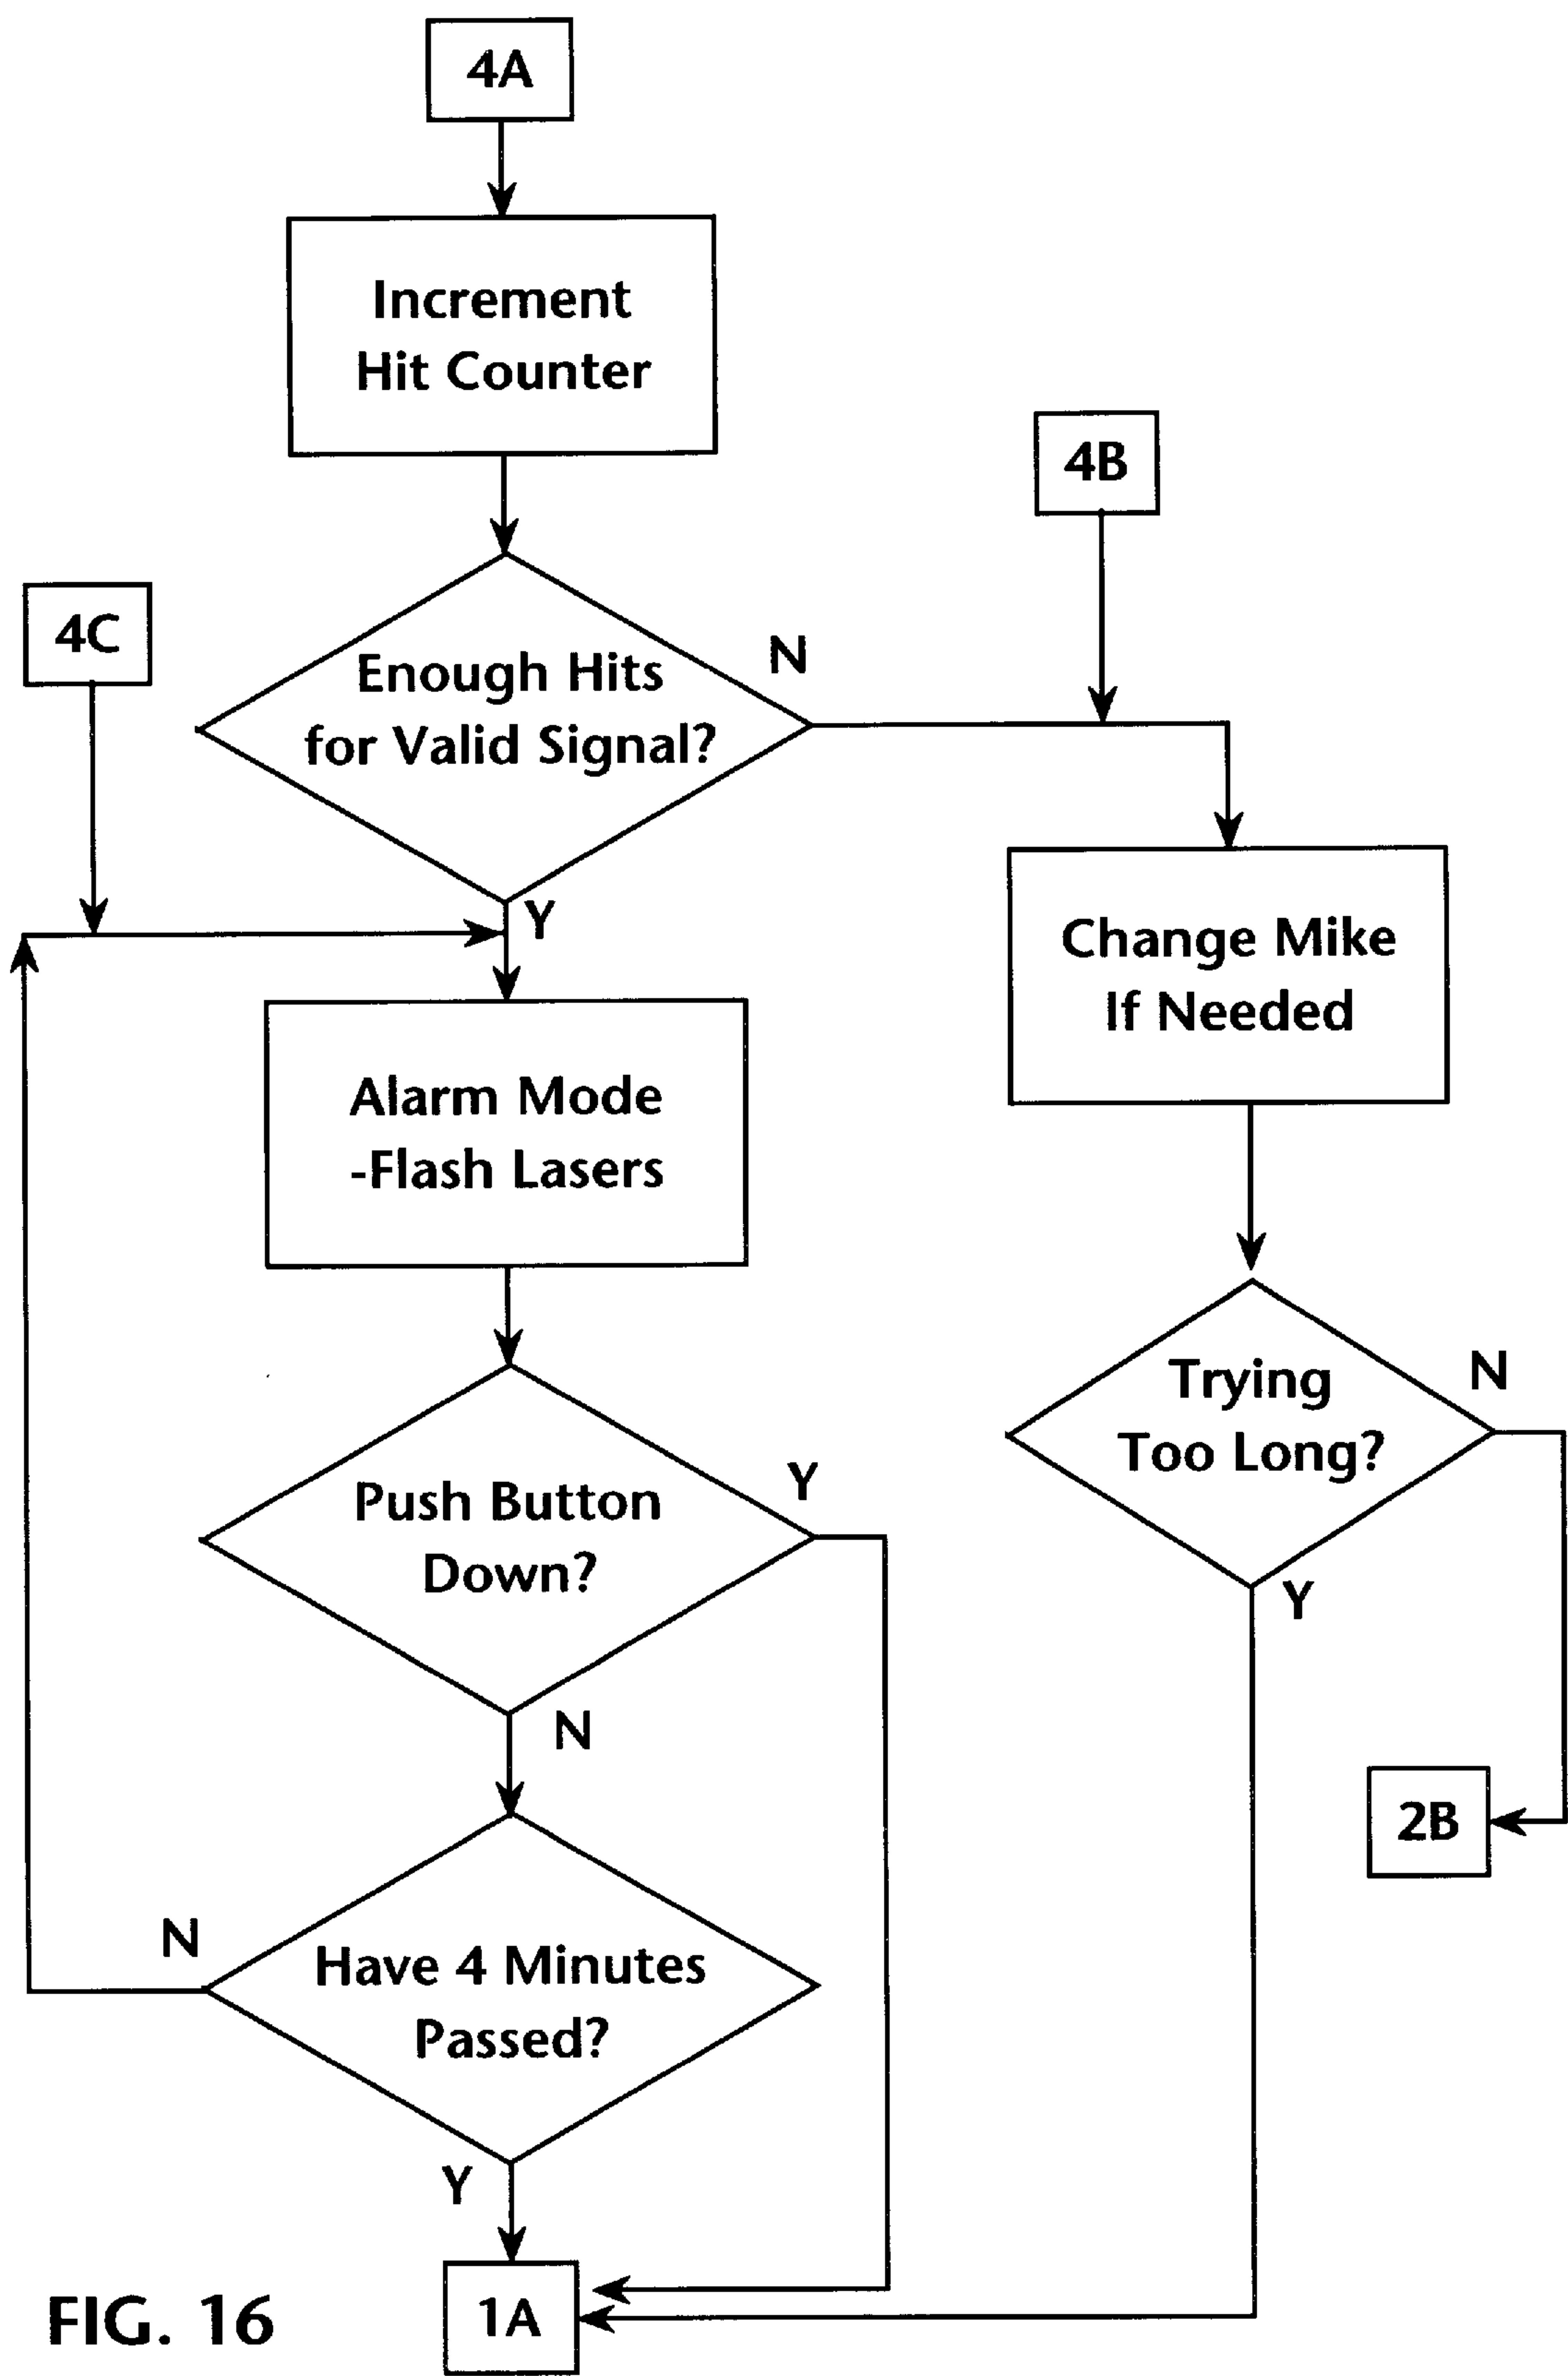 4A
Increment
Hit Counter
4B
4C
Enough Hits
for Valid Signal?
N
Y
Change Mike
If Needed
Alarm Mode
-Flash Lasers
Trying
Too Long?
N
Y
Push Button
Down?
Y
N
2B
Have 4 Minutes
Passed?
N
Y
1A
FIG. 16